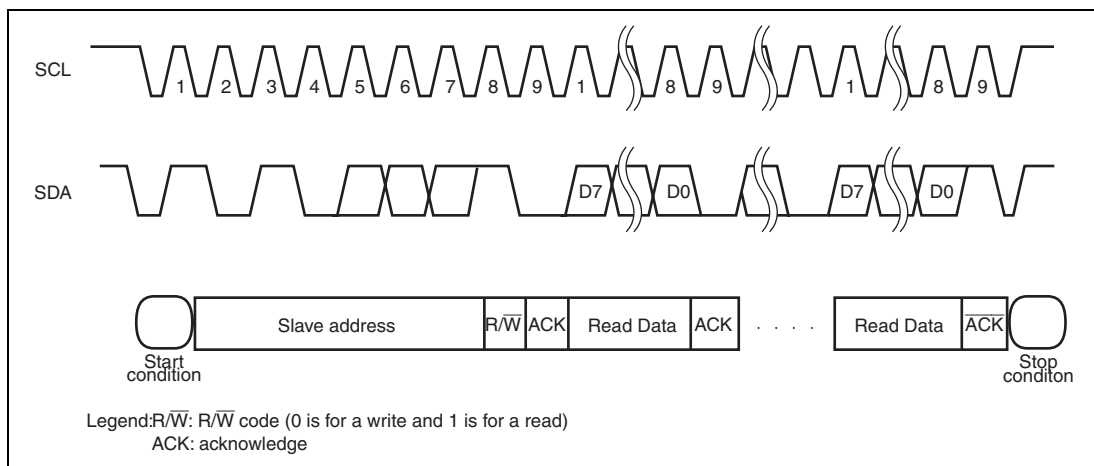 SCL
1 2 3 4 5 6 7 8 9 1 8 9 1 8 9
SDA
D7 D0 D7 D0
Slave address R/W̅ ACK Read Data ACK . . . . Read Data A̅C̅K̅
Start
condition
Stop
conditon
Legend:R/W̅: R/W̅ code (0 is for a write and 1 is for a read)
ACK: acknowledge